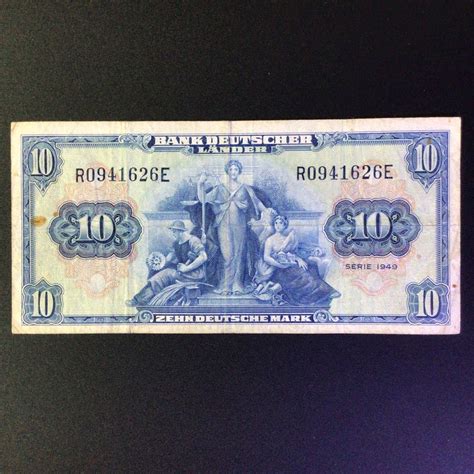 BANK DEUTSCHER
LÄNDER
10 10
R0941626E R0941626E
10 10
SERIE 1949
10 10
ZEHN DEUTSCHE MARK